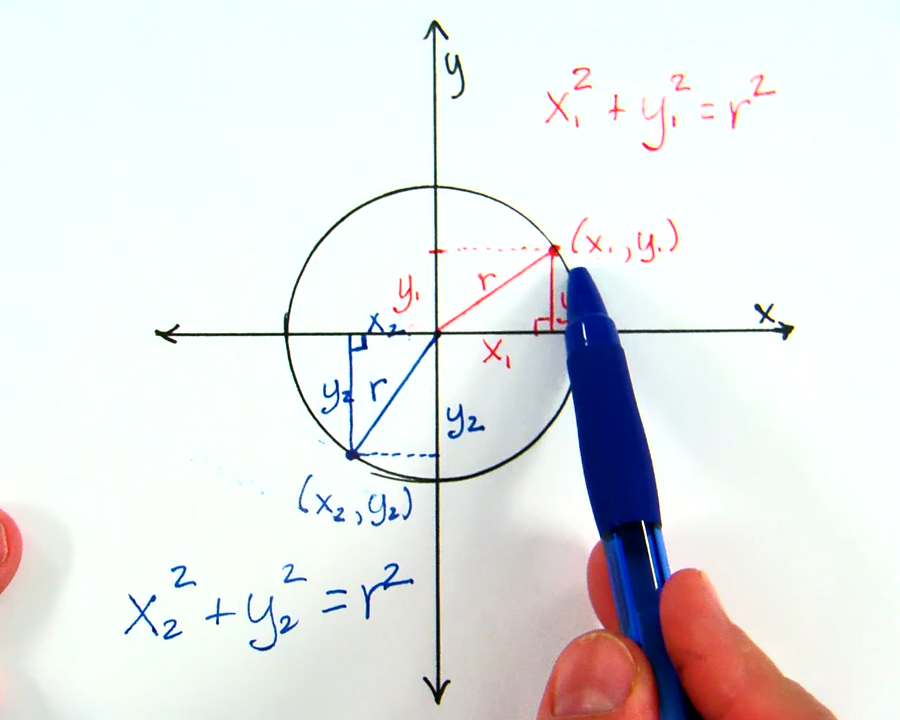 y
x₁² + y₁² = r²
(x₁, y₁)
r
y₁
y
x
x₂
x₁
y₂
r
y₂
(x₂, y₂)
x₂² + y₂² = r²